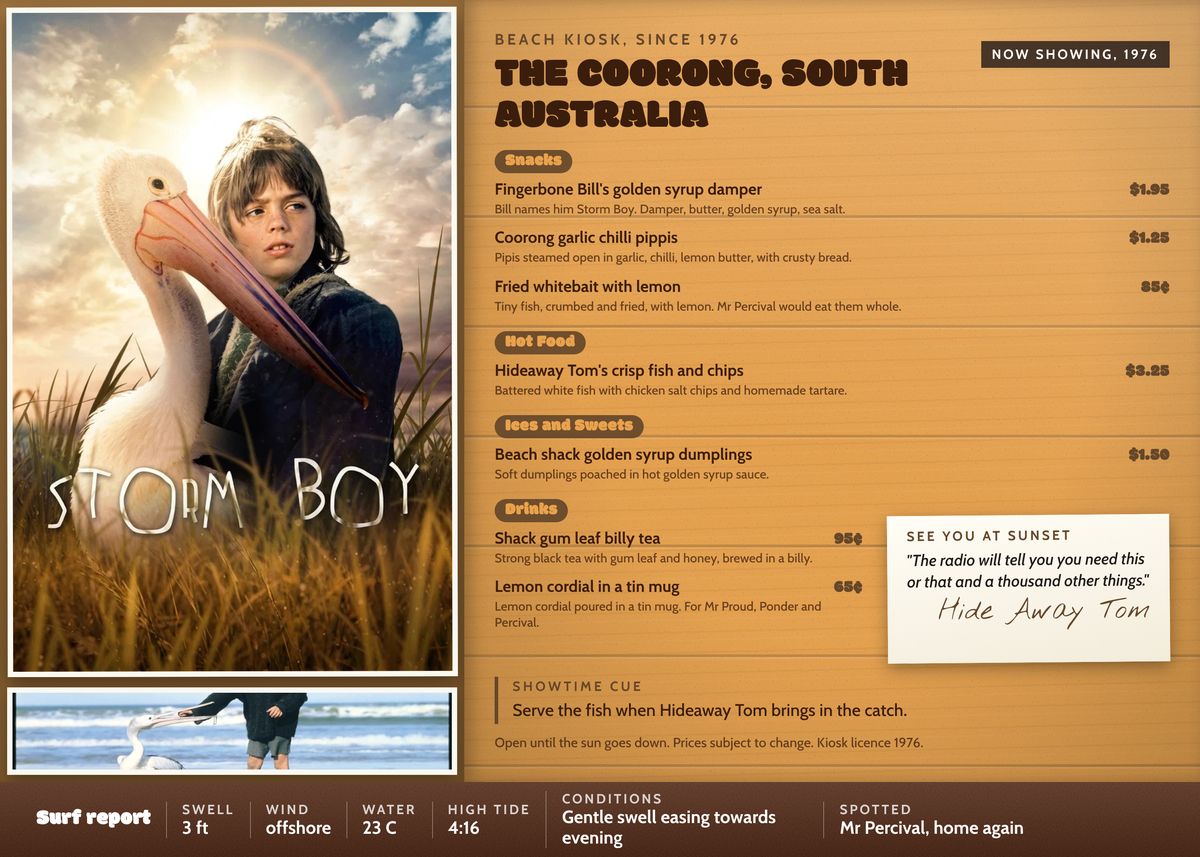 STORM BOY
BEACH KIOSK, SINCE 1976
THE COORONG, SOUTH
AUSTRALIA
NOW SHOWING, 1976
Snacks
Fingerbone Bill's golden syrup damper $1.95
Bill names him Storm Boy. Damper, butter, golden syrup, sea salt.
Coorong garlic chilli pippis $1.25
Pipis steamed open in garlic, chilli, lemon butter, with crusty bread.
Fried whitebait with lemon 85¢
Tiny fish, crumbed and fried, with lemon. Mr Percival would eat them whole.
Hot Food
Hideaway Tom's crisp fish and chips $3.25
Battered white fish with chicken salt chips and homemade tartare.
Ices and Sweets
Beach shack golden syrup dumplings $1.50
Soft dumplings poached in hot golden syrup sauce.
Drinks
Shack gum leaf billy tea 95¢
Strong black tea with gum leaf and honey, brewed in a billy.
Lemon cordial in a tin mug 65¢
Lemon cordial poured in a tin mug. For Mr Proud, Ponder and
Percival.
SEE YOU AT SUNSET
"The radio will tell you you need this
or that and a thousand other things."
Hide Away Tom
SHOWTIME CUE
Serve the fish when Hideaway Tom brings in the catch.
Open until the sun goes down. Prices subject to change. Kiosk licence 1976.
Surf report
SWELL
3 ft
WIND
offshore
WATER
23 C
HIGH TIDE
4:16
CONDITIONS
Gentle swell easing towards
evening
SPOTTED
Mr Percival, home again